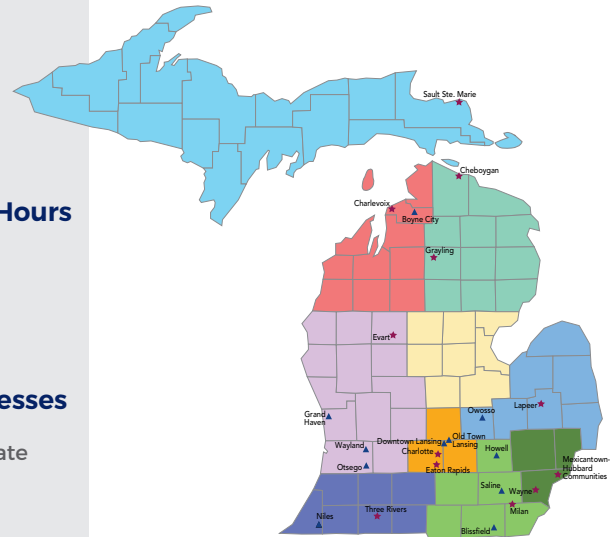 Hours
esses
ate
Sault Ste. Marie
Cheboygan
Charlevoix
Boyne City
Grayling
Evart
Grand
Haven
Owosso
Lapeer
Downtown Lansing
Old Town
Lansing
Wayland
Charlotte
Howell
Otsego
Eaton Rapids
Mexicantown-
Hubbard
Communities
Saline
Wayne
Milan
Niles
Three Rivers
Blissfield